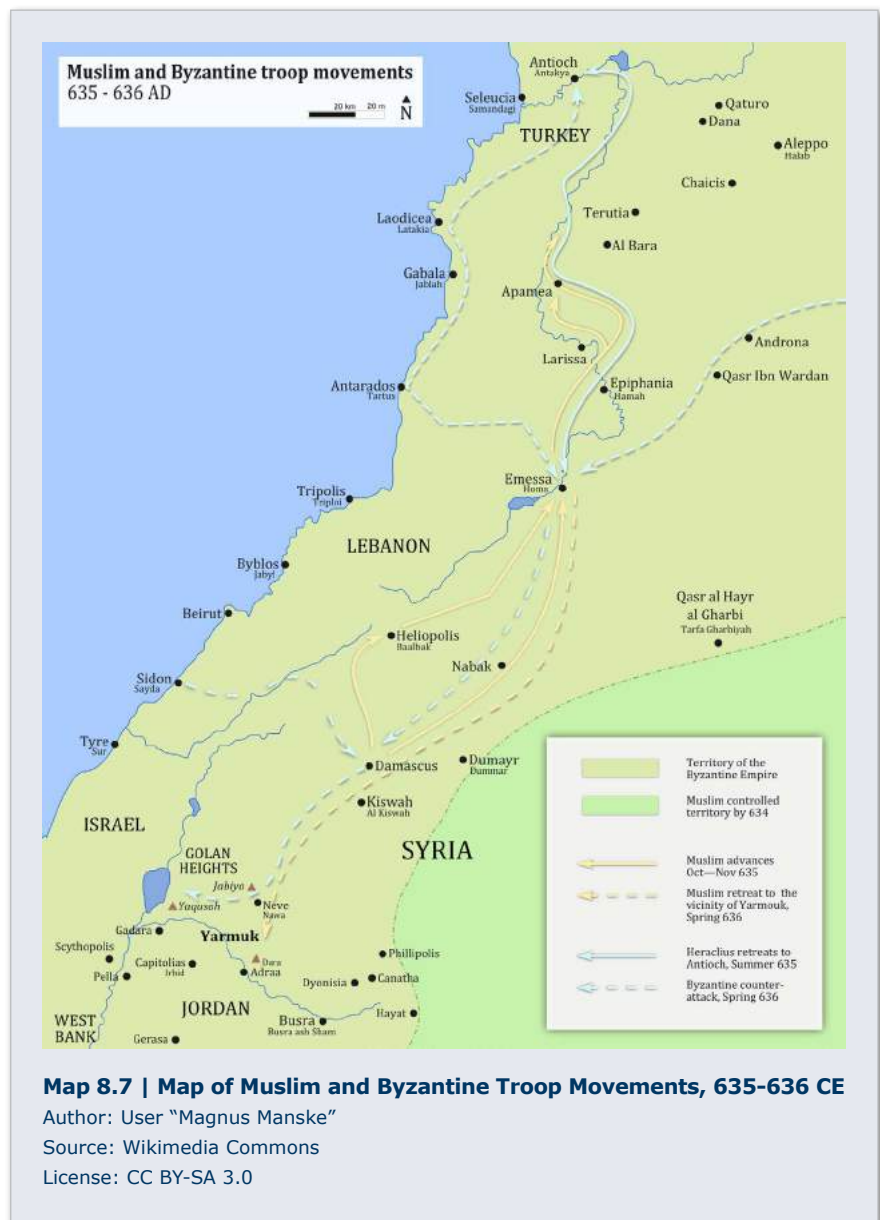 Muslim and Byzantine troop movements
635 - 636 AD
20 km 20 m
N
Antioch
Antakya
Seleucia
Samandagi
TURKEY
Qaturo
Dana
Aleppo
Halab
Chaicis
Terutia
Al Bara
Laodicea
Latakia
Gabala
Jablah
Apamea
Larissa
Androna
Qasr Ibn Wardan
Epiphania
Hamah
Antarados
Tartus
Emessa
Homs
Tripolis
LEBANON
Byblos
Beirut
Qasr al Hayr
al Gharbi
Tarfa Gharbiyah
Heliopolis
Baalbak
Nabak
Sidon
Sayda
Tyre
Sur
Damascus
Dumayr
Dummar
Kiswah
Al Kiswah
ISRAEL
SYRIA
GOLAN
HEIGHTS
Jabiya
Yaqusah
Neve
Nawa
Gadara
Yarmuk
Scythopolis
Capitolias
Irbid
Dara
Adraa
Phillipolis
Pella
Dyonisia
Canatha
JORDAN
Busra
Busra ash Sham
Hayat
WEST
BANK
Gerasa
Territory of the
Byzantine Empire
Muslim controlled
territory by 634
Muslim advances
Oct—Nov 635
Muslim retreat to the
vicinity of Yarmouk,
Spring 636
Heraclius retreats to
Antioch, Summer 635
Byzantine counter-
attack, Spring 636
Map 8.7 | Map of Muslim and Byzantine Troop Movements, 635-636 CE
Author: User “Magnus Manske”
Source: Wikimedia Commons
License: CC BY-SA 3.0